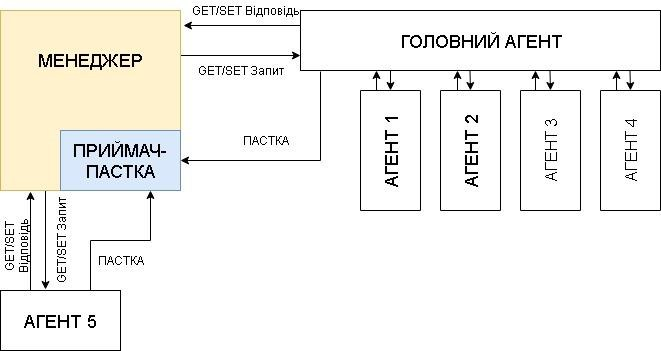 GET/SET Відповідь
ГОЛОВНИЙ АГЕНТ
МЕНЕДЖЕР
GET/SET Запит
АГЕНТ 1
АГЕНТ 2
АГЕНТ 3
АГЕНТ 4
ПАСТКА
ПРИЙМАЧ-
ПАСТКА
GET/SET
Відповідь
GET/SET Запит
ПАСТКА
АГЕНТ 5